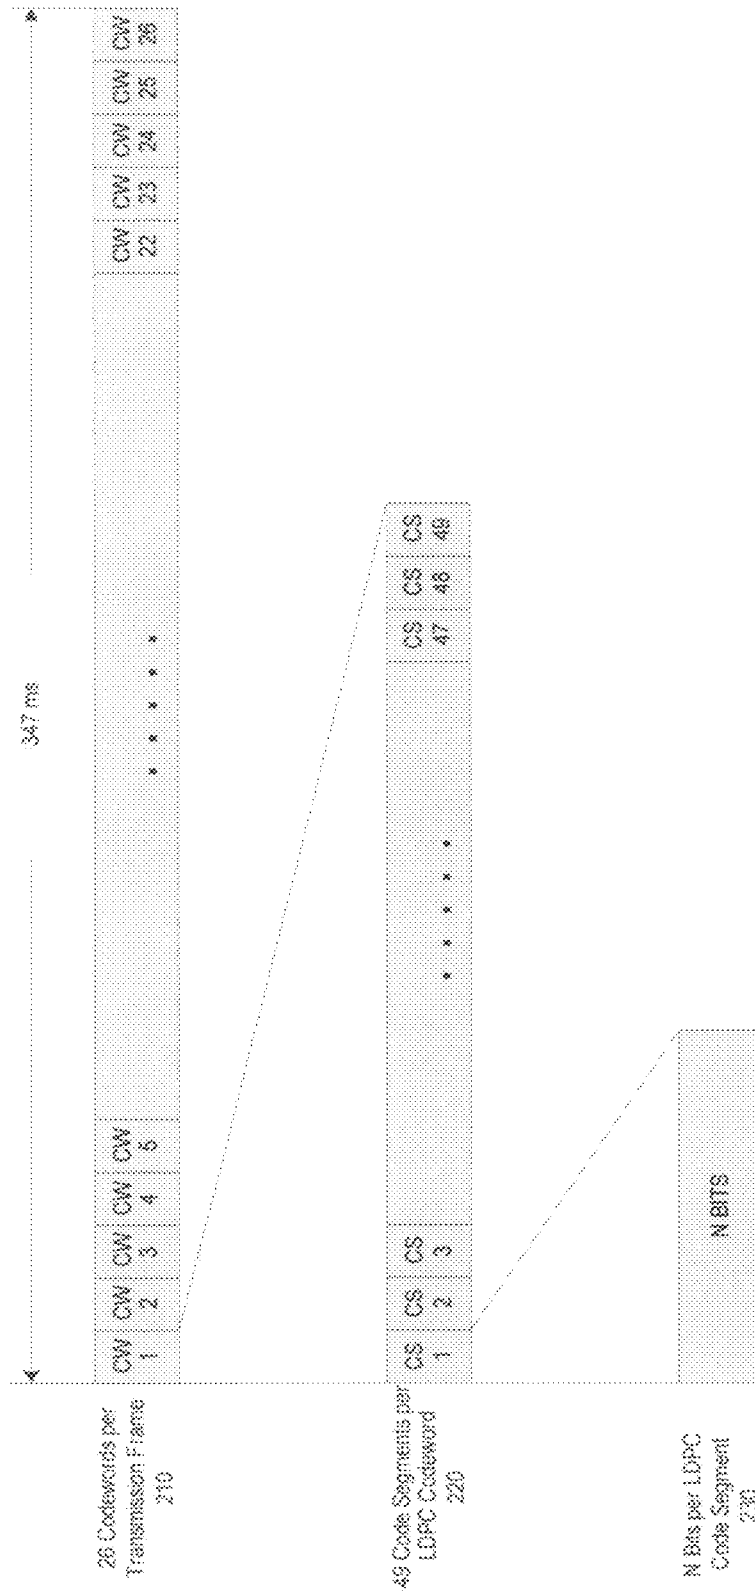 347 ms
26 Codewords per
Transmission Frame
210
CW 1
CW 2
CW 3
CW 4
CW 5
CW 22
CW 23
CW 24
CW 25
CW 26
49 Code Segments per
LDPC Codeword
220
CS 1
CS 2
CS 3
CS 47
CS 48
CS 49
N Bits per LDPC
Code Segment
230
N BITS